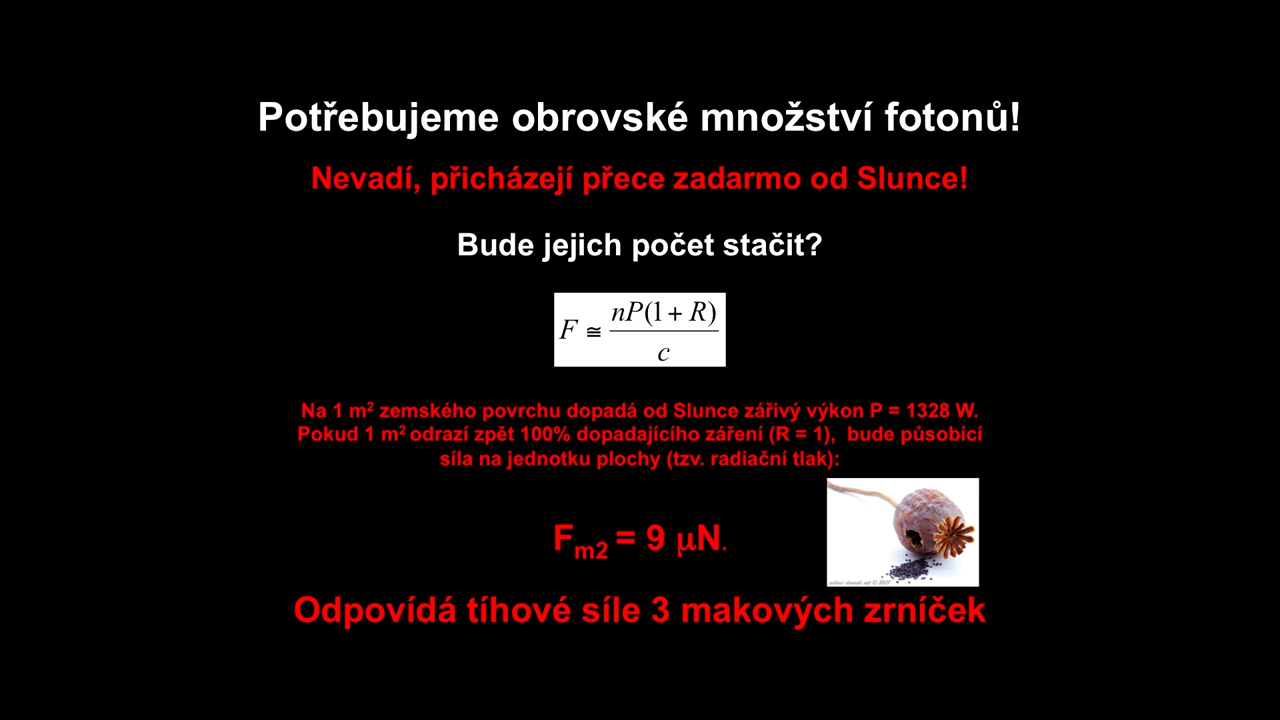 Potřebujeme obrovské množství fotonů!
Nevadí, přicházejí přece zadarmo od Slunce!
Bude jejich počet stačit?
F ≅ nP(1 + R) / c
Na 1 m² zemského povrchu dopadá od Slunce zářivý výkon P = 1328 W.
Pokud 1 m² odrazí zpět 100% dopadajícího záření (R = 1), bude působící
síla na jednotku plochy (tzv. radiační tlak):
Fm2 = 9 μN.
Odpovídá tíhové síle 3 makových zrníček